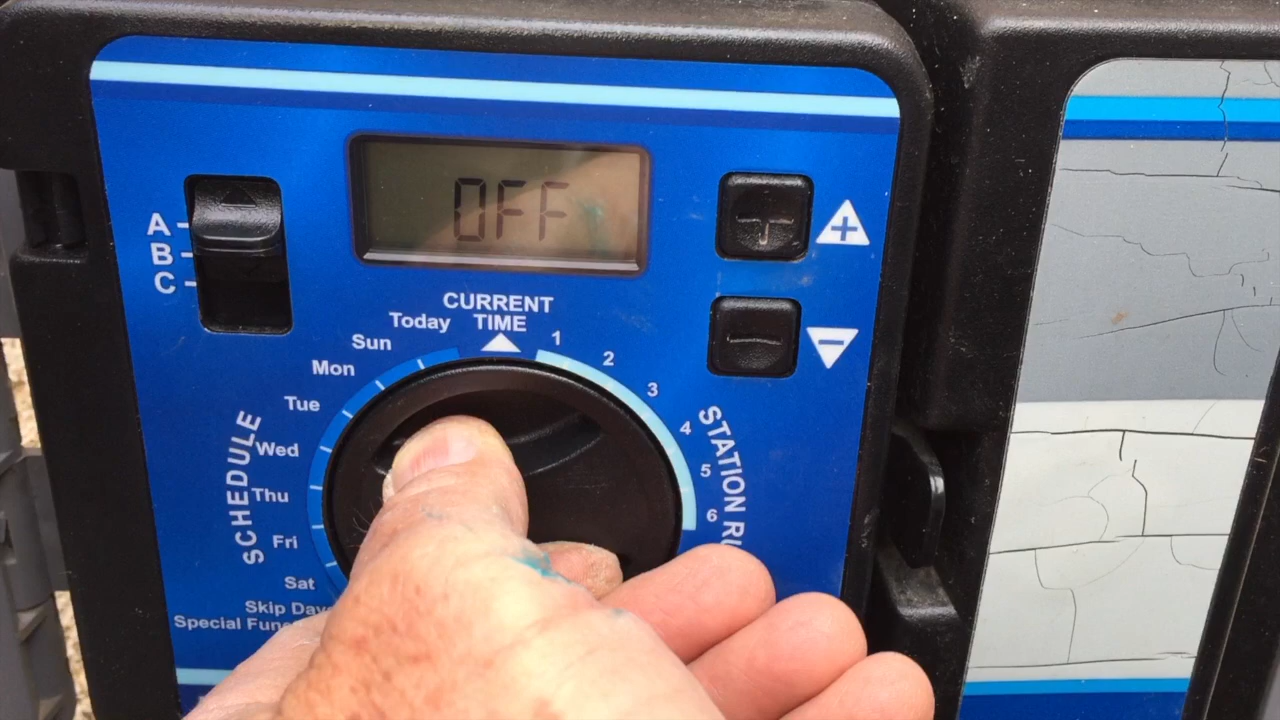 OFF
A
B
C
+
-
CURRENT
TIME
Today
Sun
Mon
Tue
Wed
Thu
Fri
Sat
Skip
Special
SCHEDULE
1
2
3
4
5
6
STATION